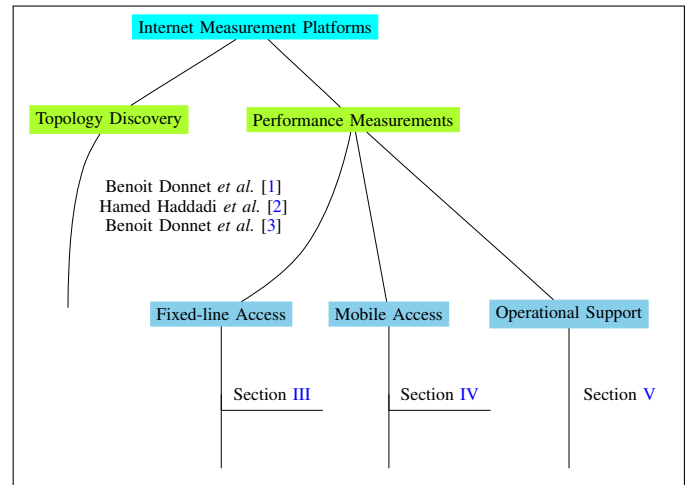 Internet Measurement Platforms
Topology Discovery
Performance Measurements
Benoit Donnet et al. [1]
Hamed Haddadi et al. [2]
Benoit Donnet et al. [3]
Fixed-line Access
Mobile Access
Operational Support
Section III
Section IV
Section V